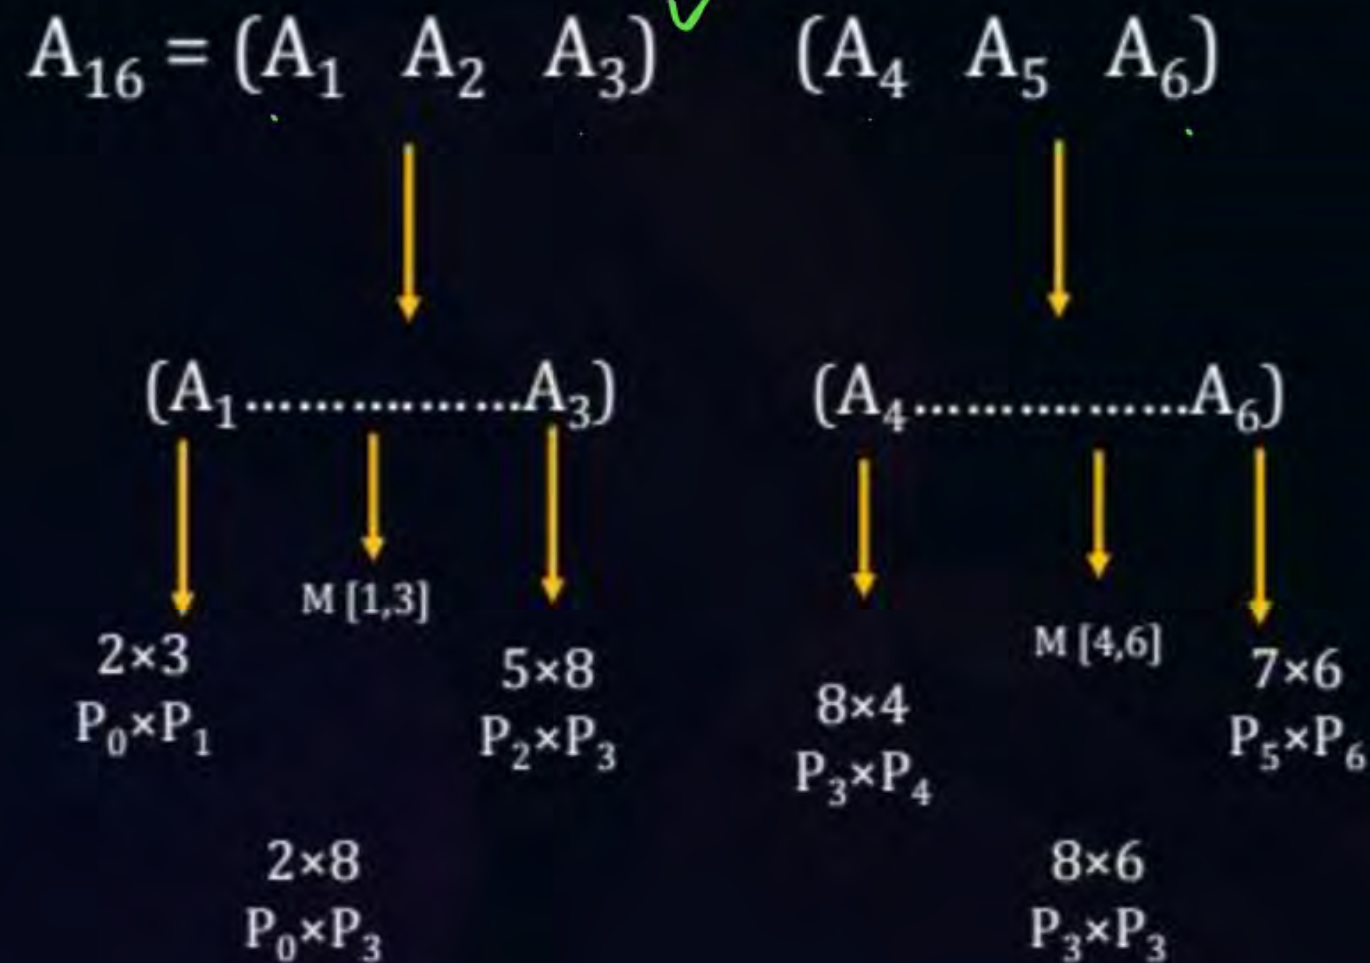 A₁₆ = (A₁ A₂ A₃) (A₄ A₅ A₆)
(A₁................A₃) (A₄................A₆)
M [1,3]
M [4,6]
2×3
P₀×P₁
5×8
P₂×P₃
8×4
P₃×P₄
7×6
P₅×P₆
2×8
P₀×P₃
8×6
P₃×P₃